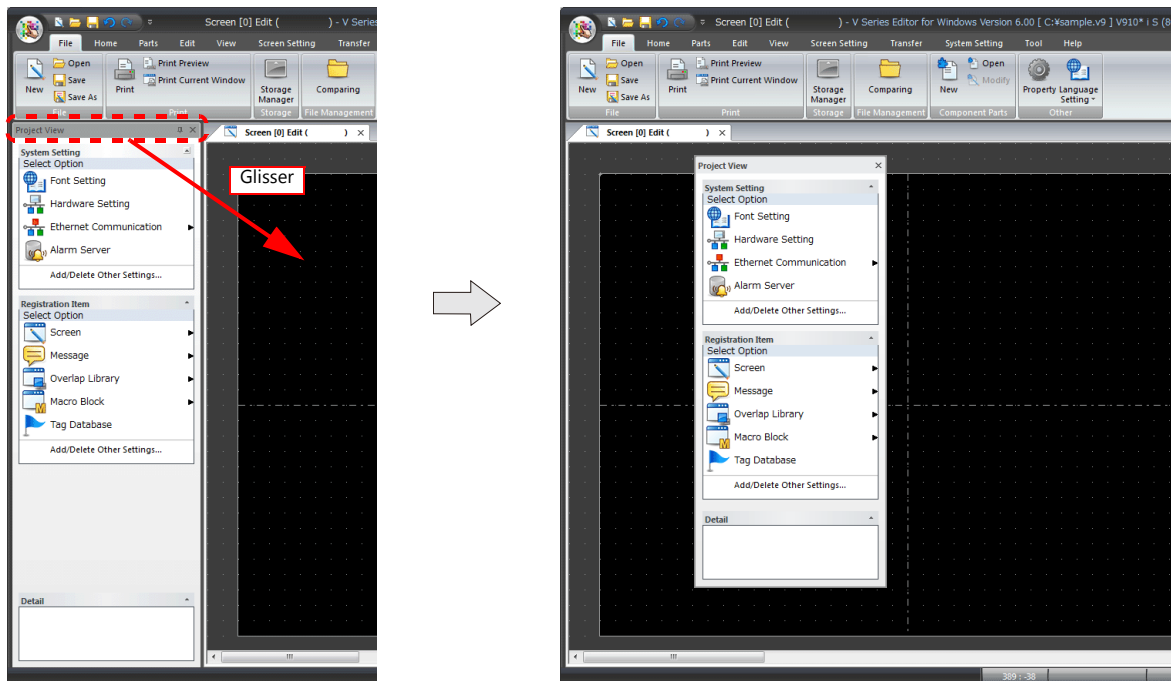 Screen [0] Edit ( ) - V Series
File Home Parts Edit View Screen Setting Transfer
New
Open
Save
Save As
Print
Print Preview
Print Current Window
Storage Manager
Comparing
File Print Storage File Management
Project View
Screen [0] Edit ( )
System Setting
Select Option
Font Setting
Hardware Setting
Ethernet Communication
Alarm Server
Add/Delete Other Settings...
Registration Item
Select Option
Screen
Message
Overlap Library
Macro Block
Tag Database
Add/Delete Other Settings...
Detail
Glisser
Screen [0] Edit ( ) - V Series Editor for Windows Version 6.00 [ C:¥sample.v9 ] V910* i S (8
File Home Parts Edit View Screen Setting Transfer System Setting Tool Help
New
Open
Save
Save As
Print
Print Preview
Print Current Window
Storage Manager
Comparing
New
Open
Modify
Property
Language Setting
File Print Storage File Management Component Parts Other
Screen [0] Edit ( )
Project View
System Setting
Select Option
Font Setting
Hardware Setting
Ethernet Communication
Alarm Server
Add/Delete Other Settings...
Registration Item
Select Option
Screen
Message
Overlap Library
Macro Block
Tag Database
Add/Delete Other Settings...
Detail
389 : -38